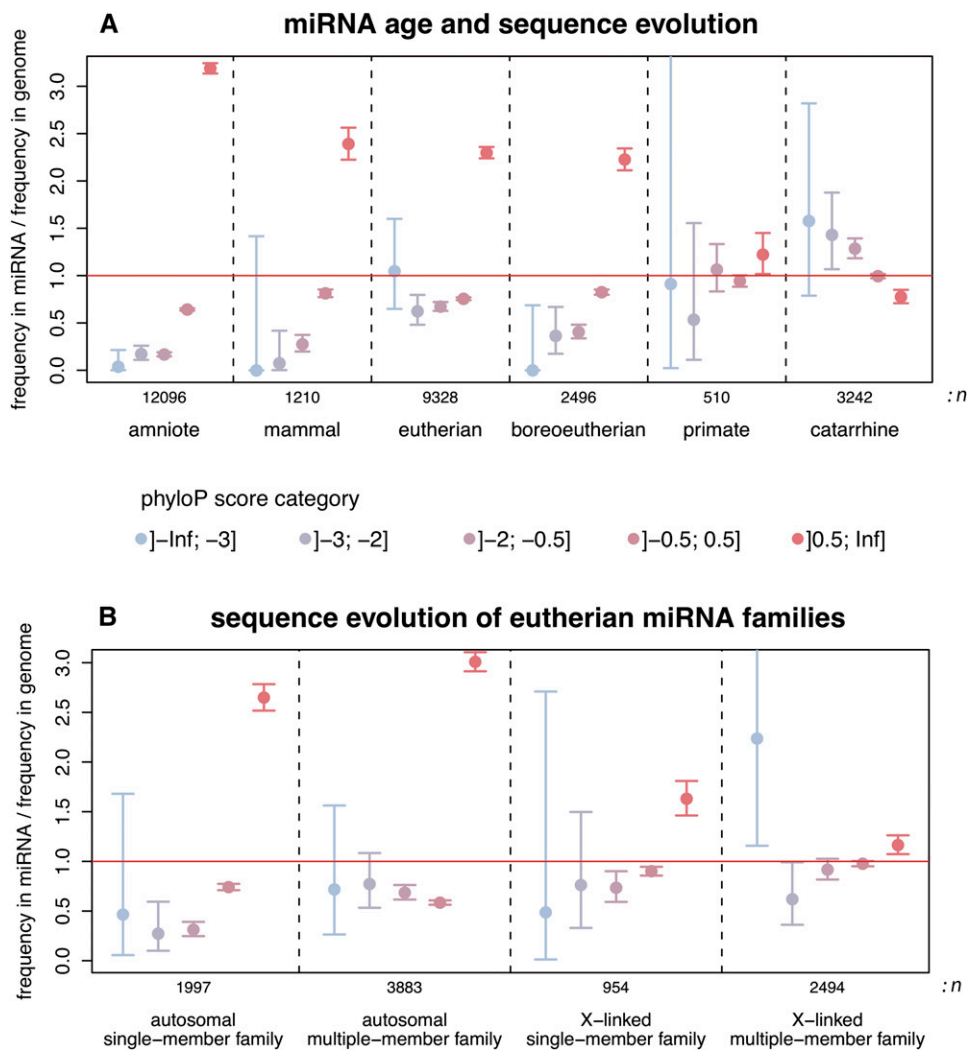 A miRNA age and sequence evolution
frequency in miRNA / frequency in genome
3.0
2.5
2.0
1.5
1.0
0.5
0.0
12096 1210 9328 2496 510 3242 :n
amniote mammal eutherian boreoeutherian primate catarrhine
phyloP score category
]−Inf; −3] ]−3; −2] ]−2; −0.5] ]−0.5; 0.5] ]0.5; Inf]
B sequence evolution of eutherian miRNA families
frequency in miRNA / frequency in genome
3.0
2.5
2.0
1.5
1.0
0.5
0.0
1997 3883 954 2494 :n
autosomal autosomal X−linked X−linked
single−member family multiple−member family single−member family multiple−member family